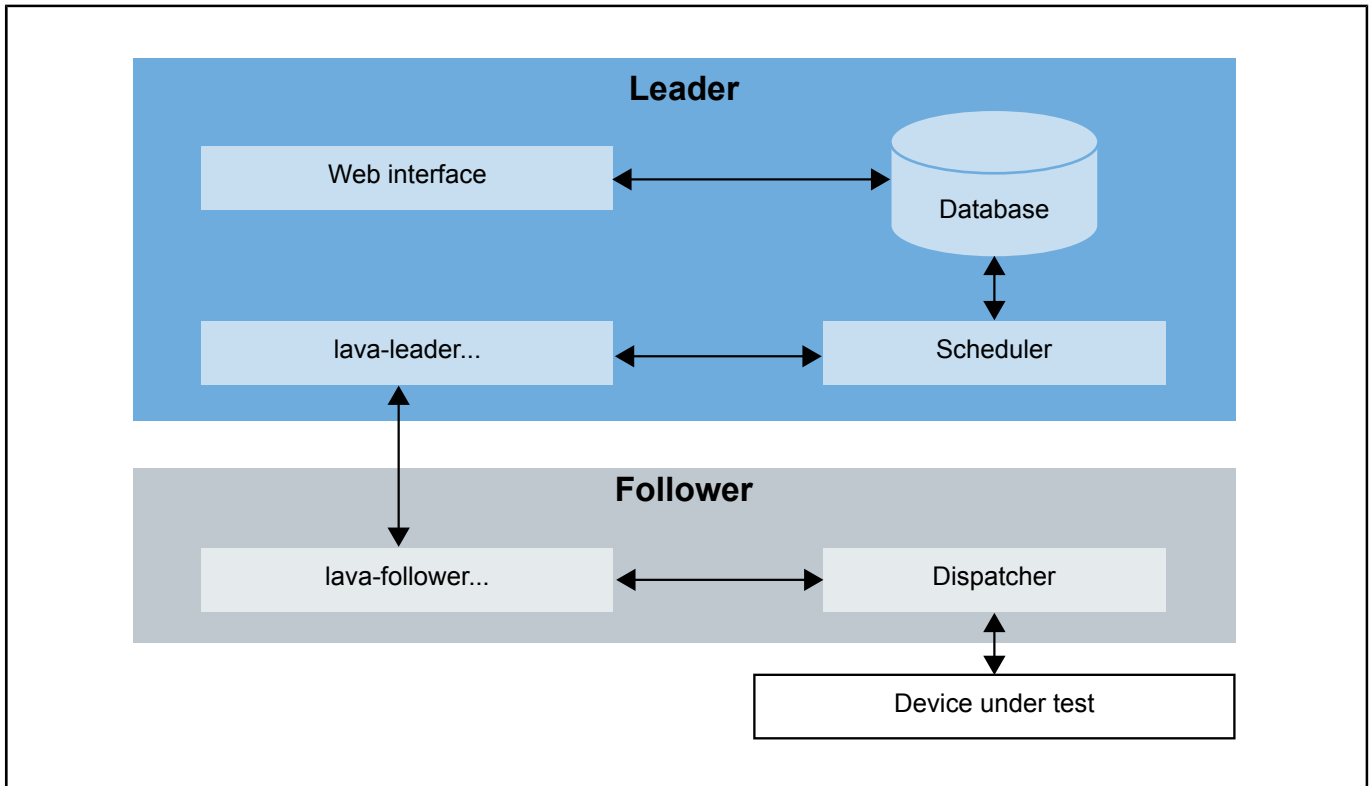 Leader
Web interface
Database
lava-leader...
Scheduler
Follower
lava-follower...
Dispatcher
Device under test